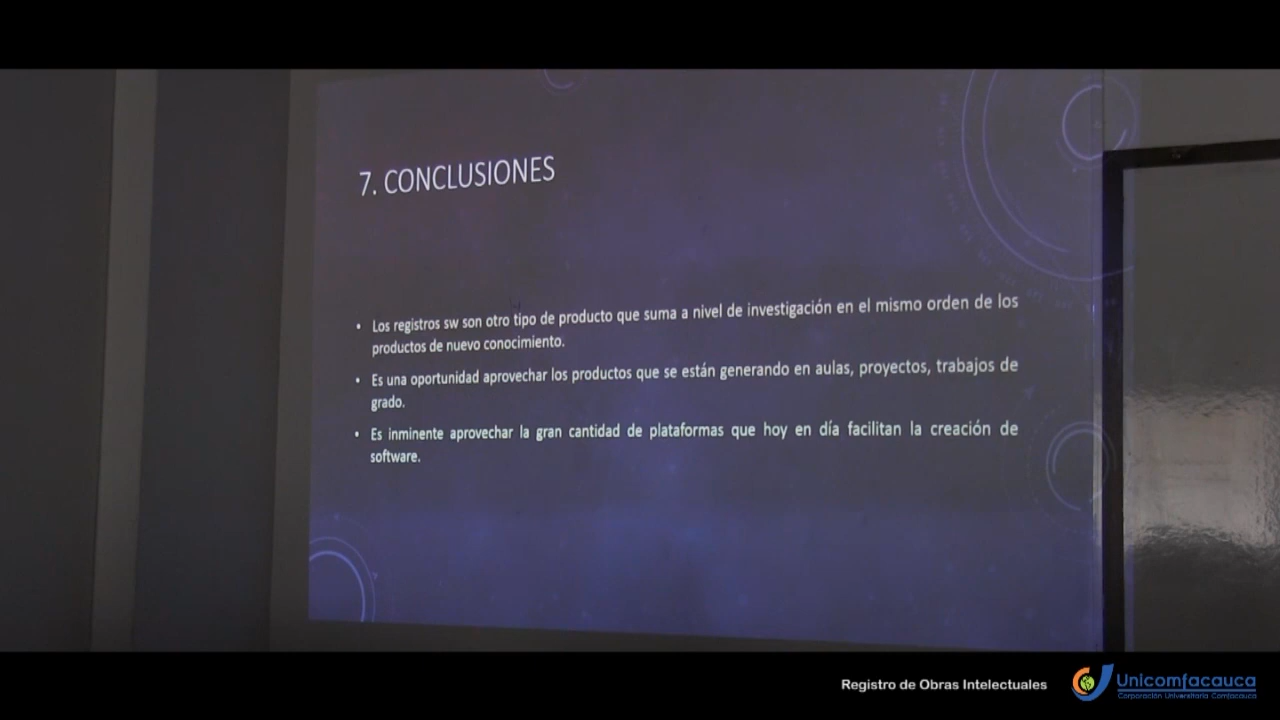 7. CONCLUSIONES
• Los registros sw son otro tipo de producto que suma a nivel de investigación en el mismo orden de los
productos de nuevo conocimiento.
• Es una oportunidad aprovechar los productos que se están generando en aulas, proyectos, trabajos de
grado.
• Es inminente aprovechar la gran cantidad de plataformas que hoy en día facilitan la creación de
software.
Registro de Obras Intelectuales
Unicomfacauca
Corporación Universitaria Comfacauca